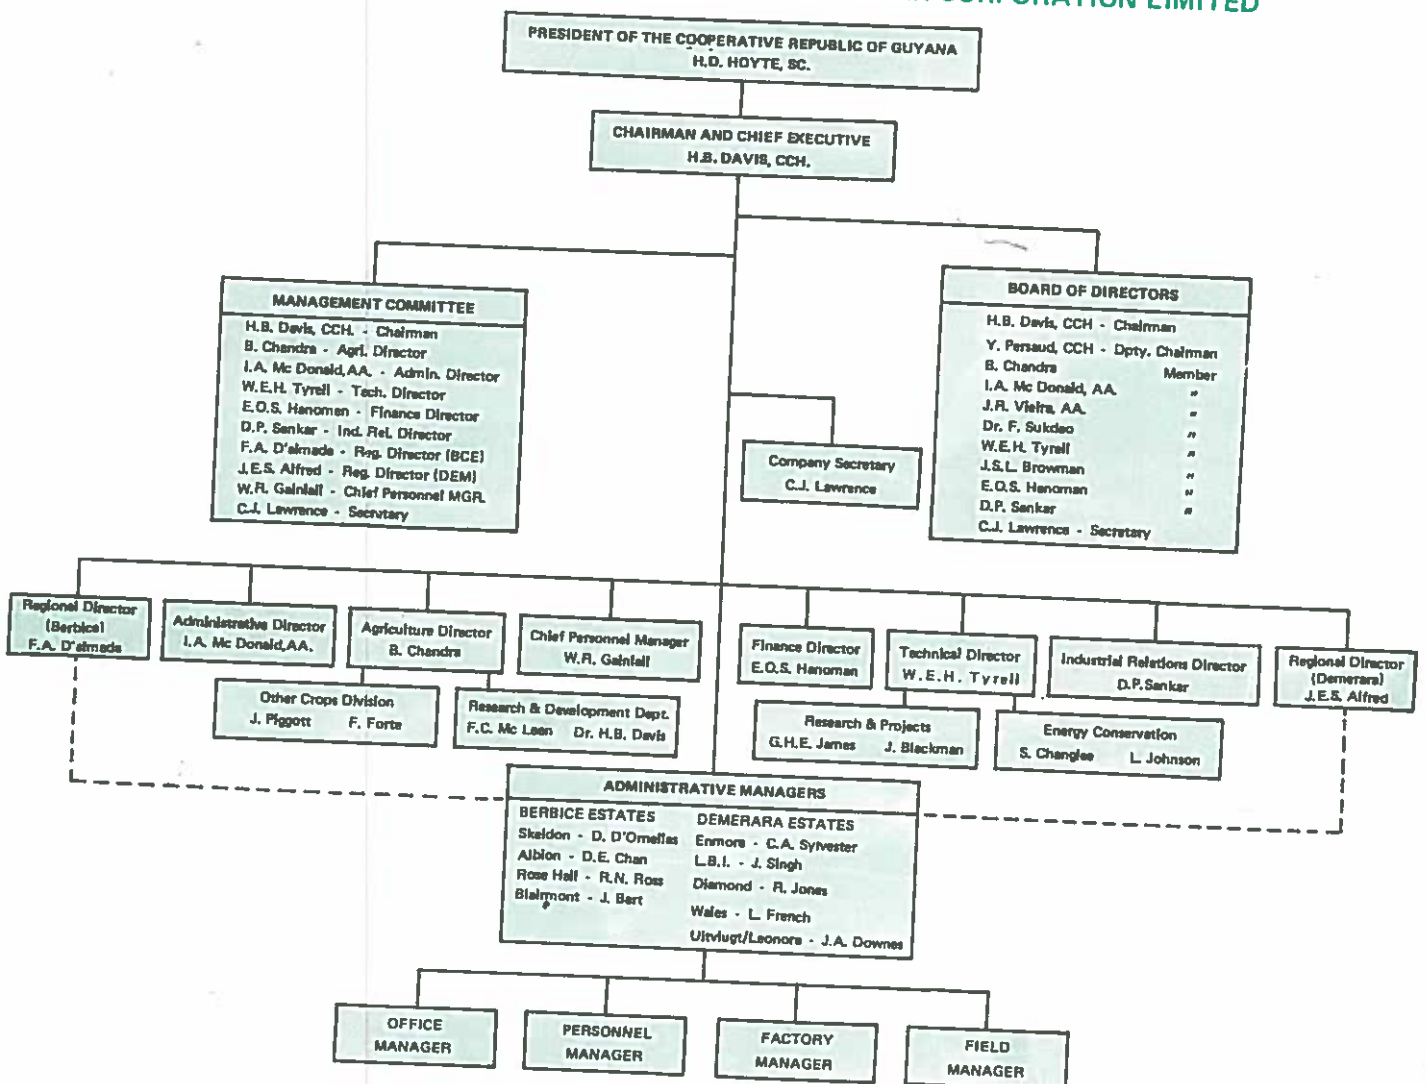 CORPORATION LIMITED
PRESIDENT OF THE COOPERATIVE REPUBLIC OF GUYANA
H.D. HOYTE, SC.
CHAIRMAN AND CHIEF EXECUTIVE
H.B. DAVIS, CCH.
MANAGEMENT COMMITTEE
H.B. Davis, CCH. - Chairman
B. Chandra - Agri. Director
I.A. Mc Donald, AA. - Admin. Director
W.E.H. Tyrell - Tech. Director
E.O.S. Hanoman - Finance Director
D.P. Sankar - Ind. Rel. Director
F.A. D'almada - Reg. Director (BCE)
J.E.S. Alfred - Reg. Director (DEM)
W.R. Gainlall - Chief Personnel MGR.
C.J. Lawrence - Secretary
BOARD OF DIRECTORS
H.B. Davis, CCH - Chairman
Y. Persaud, CCH - Dpty. Chairman
B. Chandra Member
I.A. Mc Donald, AA. "
J.R. Vieira, AA. "
Dr. F. Sukdeo "
W.E.H. Tyrell "
J.S.L. Browman "
E.O.S. Hanoman "
D.P. Sankar "
C.J. Lawrence - Secretary
Company Secretary
C.J. Lawrence
Regional Director
(Berbice)
F.A. D'almada
Administrative Director
I.A. Mc Donald, AA.
Agriculture Director
B. Chandra
Chief Personnel Manager
W.R. Gainlall
Finance Director
E.O.S. Hanoman
Technical Director
W.E.H. Tyrell
Industrial Relations Director
D.P. Sankar
Regional Director
(Demerara)
J.E.S. Alfred
Other Crops Division
J. Piggott F. Forte
Research & Development Dept.
F.C. Mc Lean Dr. H.B. Davis
Research & Projects
G.H.E. James J. Blackman
Energy Conservation
S. Changlee L. Johnson
ADMINISTRATIVE MANAGERS
BERBICE ESTATES
Skeldon - D. D'Ornellas
Albion - D.E. Chan
Rose Hall - R.N. Ross
Blairmont - J. Bart
DEMERARA ESTATES
Enmore - C.A. Sylvester
L.B.I. - J. Singh
Diamond - R. Jones
Wales - L. French
Uitvlugt/Leonora - J.A. Downes
OFFICE
MANAGER
PERSONNEL
MANAGER
FACTORY
MANAGER
FIELD
MANAGER